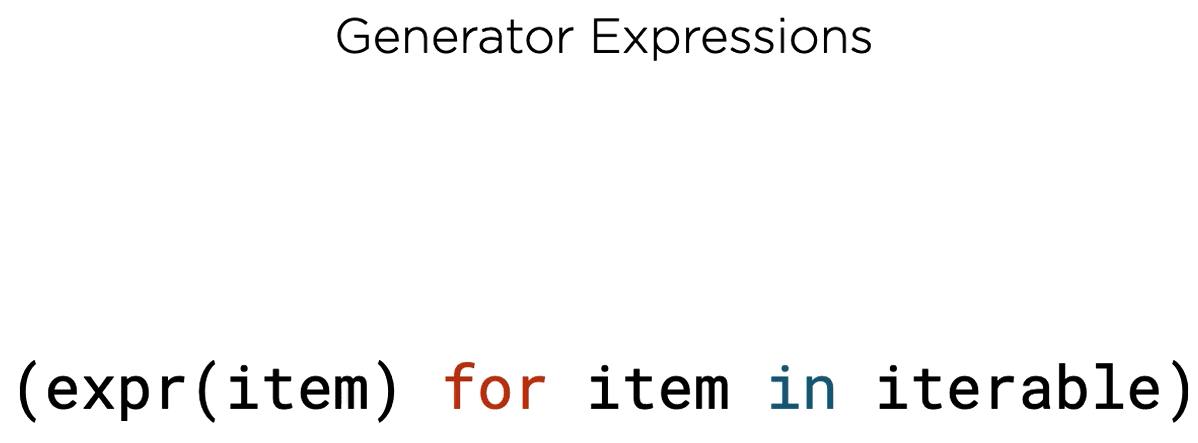 Generator Expressions
(expr(item) for item in iterable)